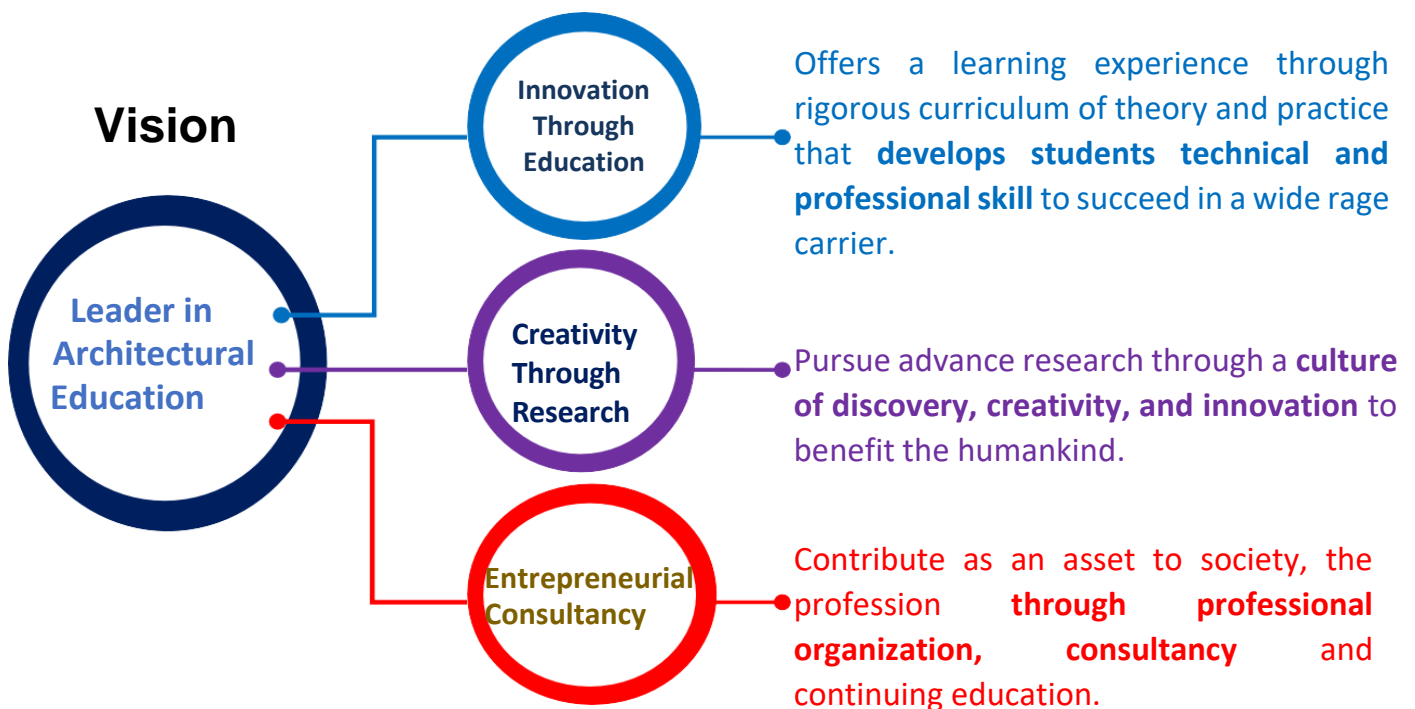 Vision
Leader in
Architectural
Education
Innovation
Through
Education
Offers a learning experience through
rigorous curriculum of theory and practice
that develops students technical and
professional skill to succeed in a wide rage
carrier.
Creativity
Through
Research
Pursue advance research through a culture
of discovery, creativity, and innovation to
benefit the humankind.
Entrepreneurial
Consultancy
Contribute as an asset to society, the
profession through professional
organization, consultancy and
continuing education.